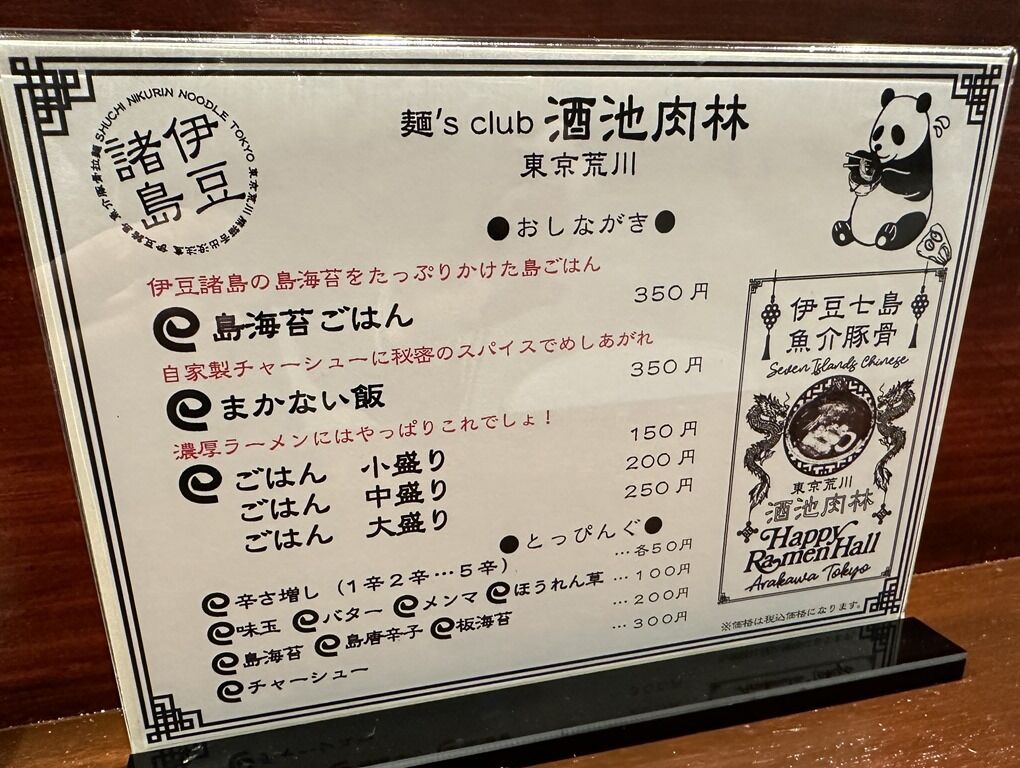 SHUCHI NIKURIN NOODLE TOKYO
伊豆
諸島
麺's club 酒池肉林
東京荒川
●おしながき●
伊豆諸島の島海苔をたっぷりかけた島ごはん
島海苔ごはん 350円
自家製チャーシューに秘密のスパイスでめしあがれ
まかない飯 350円
濃厚ラーメンにはやっぱりこれでしょ！
ごはん 小盛り 150円
ごはん 中盛り 200円
ごはん 大盛り 250円
●とっぴんぐ●
辛さ増し（1辛2辛…5辛） …各50円
味玉 バター メンマ ほうれん草 …100円
島海苔 島唐辛子 板海苔 …200円
チャーシュー …300円
伊豆七島
魚介豚骨
Seven Islands Chinese
東京荒川
酒池肉林
Happy
Ramen Hall
Arakawa Tokyo
※価格は税込価格になります。